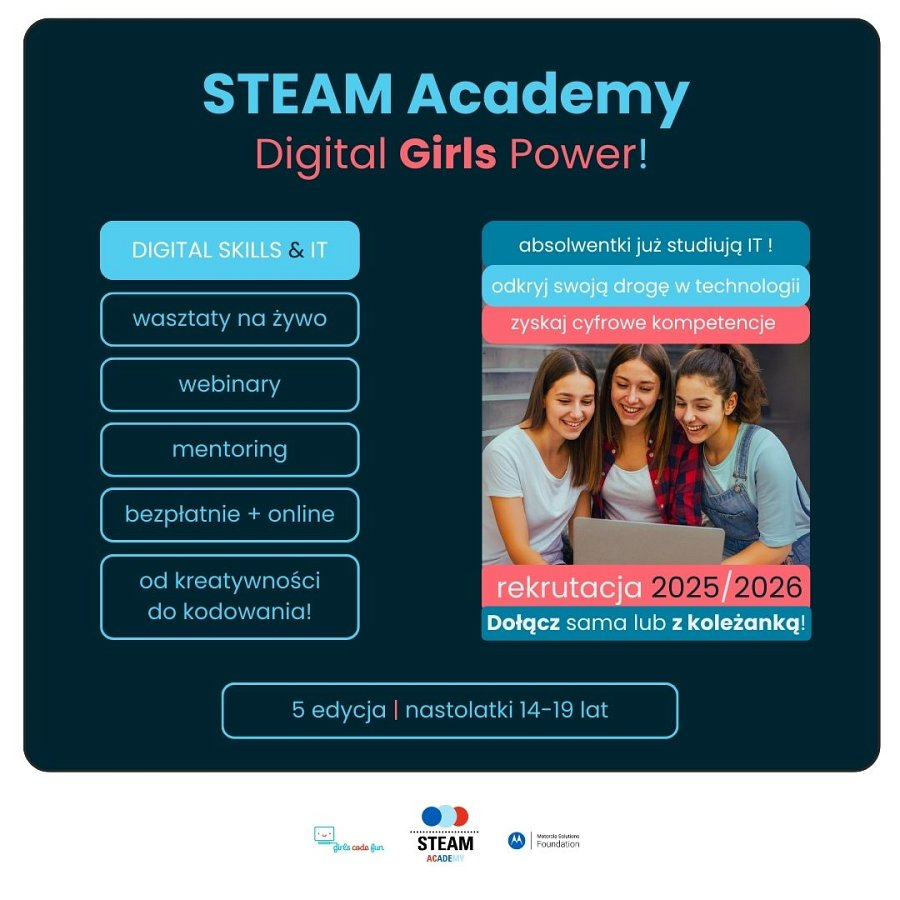 STEAM Academy
Digital Girls Power!
DIGITAL SKILLS & IT
wasztaty na żywo
webinary
mentoring
bezpłatnie + online
od kreatywności
do kodowania!
absolwentki już studiują IT !
odkryj swoją drogę w technologii
zyskaj cyfrowe kompetencje
rekrutacja 2025/2026
Dołącz sama lub z koleżanką!
5 edycja | nastolatki 14-19 lat
girls code fun
STEAM
ACADEMY
Motorola Solutions
Foundation